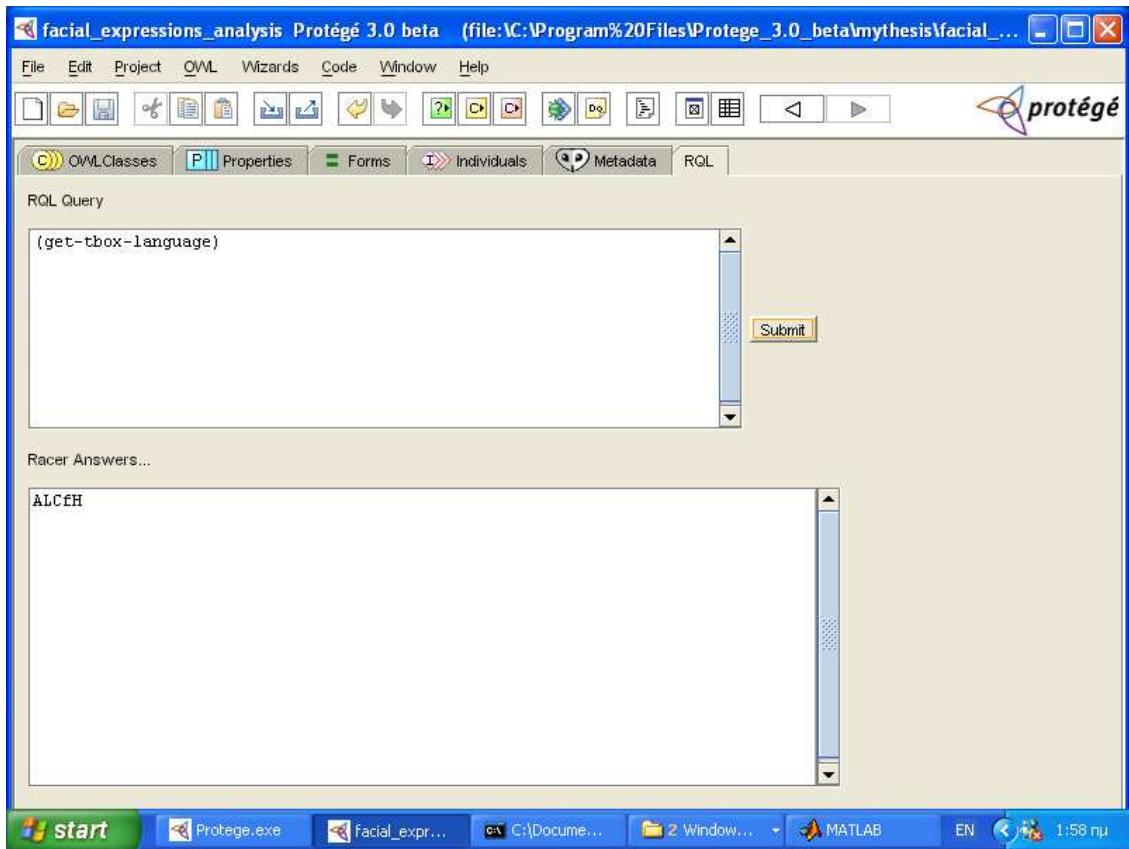 facial_expressions_analysis Protégé 3.0 beta (file:\C:\Program%20Files\Protege_3.0_beta\mythesis\facial_...
File Edit Project OWL Wizards Code Window Help
protégé
OWLClasses Properties Forms Individuals Metadata RQL
RQL Query
(get-tbox-language)
Submit
Racer Answers...
ALCfH
start Protege.exe facial_expr... C:\Docume... 2 Window... MATLAB EN 1:58 πμ